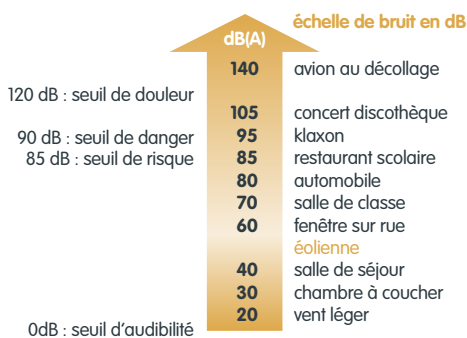 échelle de bruit en dB
dB(A)
140 avion au décollage
120 dB : seuil de douleur
105 concert discothèque
90 dB : seuil de danger 95 klaxon
85 dB : seuil de risque 85 restaurant scolaire
80 automobile
70 salle de classe
60 fenêtre sur rue
éolienne
40 salle de séjour
30 chambre à coucher
20 vent léger
0dB : seuil d'audibilité